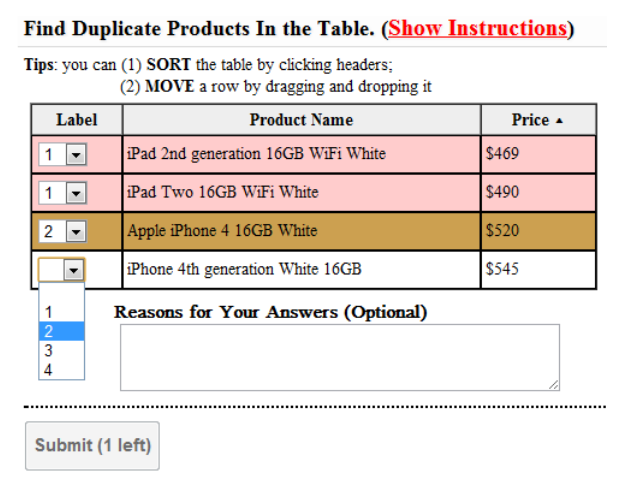 Find Duplicate Products In the Table. (Show Instructions)
Tips: you can (1) SORT the table by clicking headers;
(2) MOVE a row by dragging and dropping it
Label Product Name Price ▲
1 iPad 2nd generation 16GB WiFi White $469
1 iPad Two 16GB WiFi White $490
2 Apple iPhone 4 16GB White $520
iPhone 4th generation White 16GB $545
1
2
3
4
Reasons for Your Answers (Optional)
Submit (1 left)